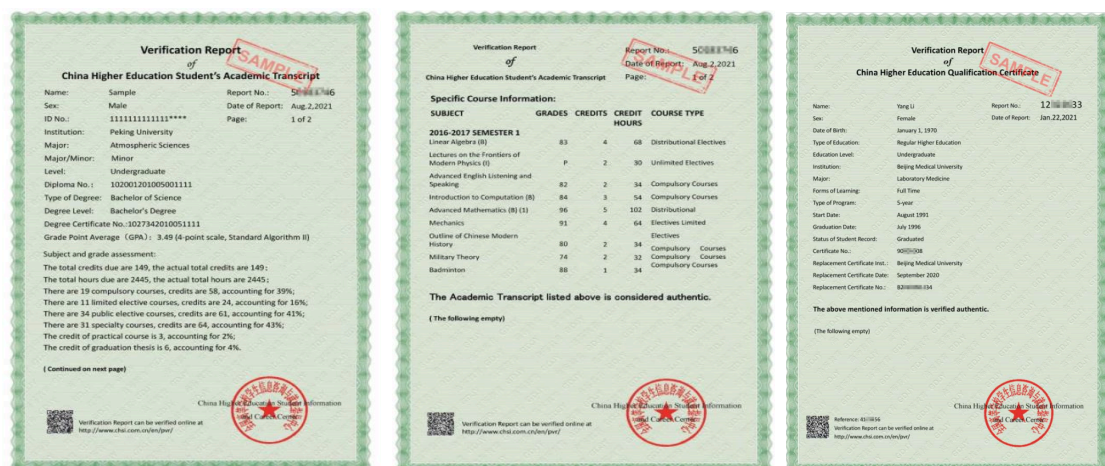 Verification Report
of
China Higher Education Student's Academic Transcript
SAMPLE
Name: Sample Report No.:
Sex: Male Date of Report: Aug.2,2021
ID No.: 1111111111111**** Page: 1 of 2
Institution: Peking University
Major: Atmospheric Sciences
Major/Minor: Minor
Level: Undergraduate
Diploma No.: 102001201005001111
Type of Degree: Bachelor of Science
Degree Level: Bachelor's Degree
Degree Certificate No.:1027342010051111
Grade Point Average (GPA): 3.49 (4-point scale, Standard Algorithm II)
Subject and grade assessment:
The total credits due are 149, the actual total credits are 149;
The total hours due are 2445, the actual total hours are 2445;
There are 19 compulsory courses, credits are 58, accounting for 39%;
There are 11 limited elective courses, credits are 24, accounting for 16%;
There are 34 public elective courses, credits are 61, accounting for 41%;
There are 31 specialty courses, credits are 64, accounting for 43%;
The credit of practical course is 3, accounting for 2%;
The credit of graduation thesis is 6, accounting for 4%.
( Continued on next page)
China Higher Education Student Information
and Career Center
Verification Report can be verified online at
http://www.chsi.com.cn/en/pvr/
Verification Report
of
China Higher Education Student's Academic Transcript
SAMPLE
Report No.:
Date of Report: Aug.2,2021
Page: 1 of 2
Specific Course Information:
SUBJECT GRADES CREDITS CREDIT HOURS COURSE TYPE
2016-2017 SEMESTER 1
Linear Algebra (B) 83 4 68 Distributional Electives
Lectures on the Frontiers of
Modern Physics (I) P 2 30 Unlimited Electives
Advanced English Listening and
Speaking 82 2 34 Compulsory Courses
Introduction to Computation (B) 84 3 54 Compulsory Courses
Advanced Mathematics (B) (1) 96 5 102 Distributional
Mechanics 91 4 64 Electives Limited
Outline of Chinese Modern Electives
History 80 2 34 Compulsory Courses
Military Theory 74 2 32 Compulsory Courses
Badminton 88 1 34 Compulsory Courses
The Academic Transcript listed above is considered authentic.
( The following empty)
China Higher Education Student Information
and Career Center
Verification Report can be verified online at
http://www.chsi.com.cn/en/pvr/
Verification Report
of
China Higher Education Qualification Certificate
SAMPLE
Name: Yang Li Report No.:
Sex: Female Date of Report: Jan.22,2021
Date of Birth: January 1, 1970
Type of Education: Regular Higher Education
Education Level: Undergraduate
Institution: Beijing Medical University
Major: Laboratory Medicine
Forms of Learning: Full Time
Type of Program: 5-year
Start Date: August 1991
Graduation Date: July 1996
Status of Student Record: Graduated
Certificate No.:
Replacement Certificate Inst.: Beijing Medical University
Replacement Certificate Date: September 2020
Replacement Certificate No.:
The above mentioned information is verified authentic.
(The following empty)
China Higher Education Student Information
and Career Center
Reference:
Verification Report can be verified online at
http://www.chsi.com.cn/en/pvr/